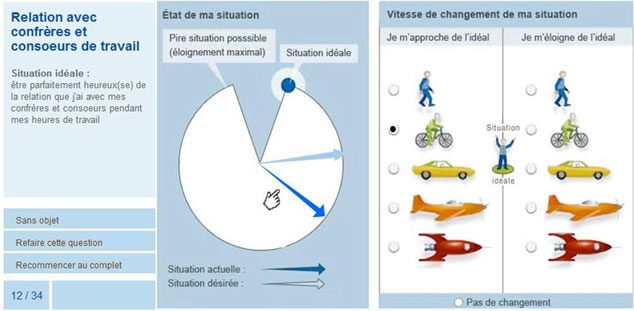 Relation avec
confrères et
consoeurs de travail
Situation idéale :
être parfaitement heureux(se) de
la relation que j'ai avec mes
confrères et consoeurs pendant
mes heures de travail
Sans objet
Refaire cette question
Recommencer au complet
12 / 34
État de ma situation
Pire situation posssible
(éloignement maximal)
Situation idéale
Situation actuelle :
Situation désirée :
Vitesse de changement de ma situation
Je m'approche de l'idéal
Je m'éloigne de l'idéal
Situation
idéale
Pas de changement